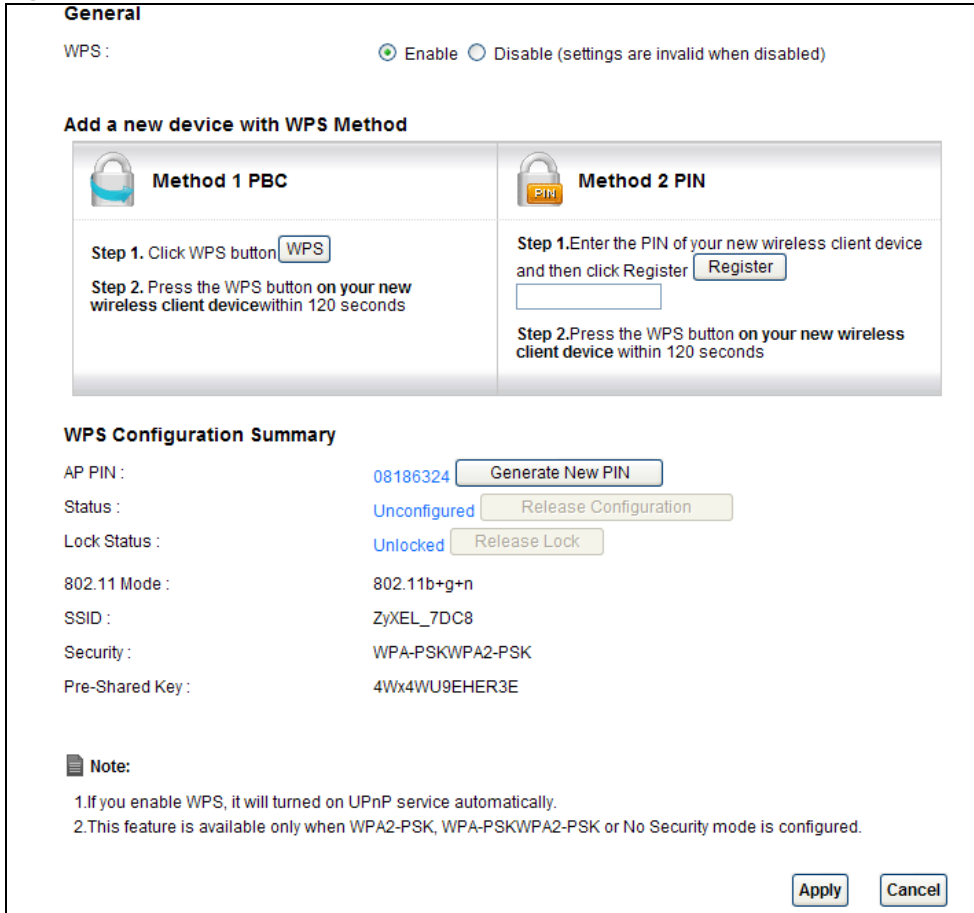 General
WPS :
Enable Disable (settings are invalid when disabled)
Add a new device with WPS Method
Method 1 PBC
Step 1. Click WPS button WPS
Step 2. Press the WPS button on your new
wireless client devicewithin 120 seconds
PIN
Method 2 PIN
Step 1.Enter the PIN of your new wireless client device
and then click Register Register
Step 2.Press the WPS button on your new wireless
client device within 120 seconds
WPS Configuration Summary
AP PIN : 08186324 Generate New PIN
Status : Unconfigured Release Configuration
Lock Status : Unlocked Release Lock
802.11 Mode : 802.11b+g+n
SSID : ZyXEL_7DC8
Security : WPA-PSKWPA2-PSK
Pre-Shared Key : 4Wx4WU9EHER3E
Note:
1.If you enable WPS, it will turned on UPnP service automatically.
2.This feature is available only when WPA2-PSK, WPA-PSKWPA2-PSK or No Security mode is configured.
Apply Cancel